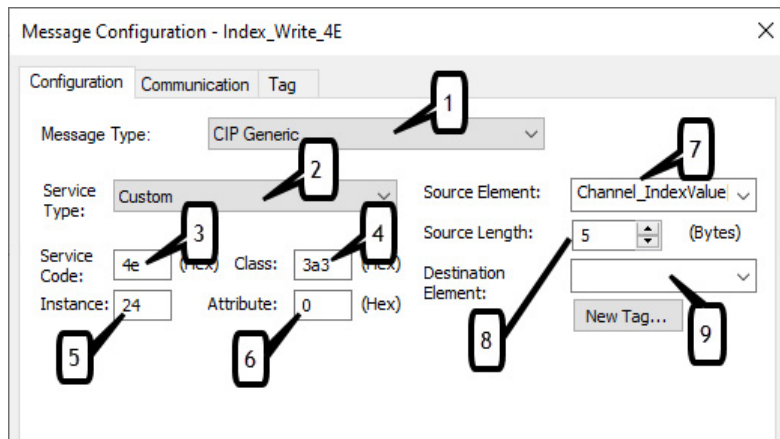 Message Configuration - Index_Write_4E
Configuration Communication Tag
1
Message Type: CIP Generic
2
7
Service Type: Custom
Source Element: Channel_IndexValue
3
4
Source Length: 5 (Bytes)
Service Code: 4e (Hex) Class: 3a3 (Hex)
Destination Element:
Instance: 24 Attribute: 0 (Hex)
New Tag...
5
6
8
9